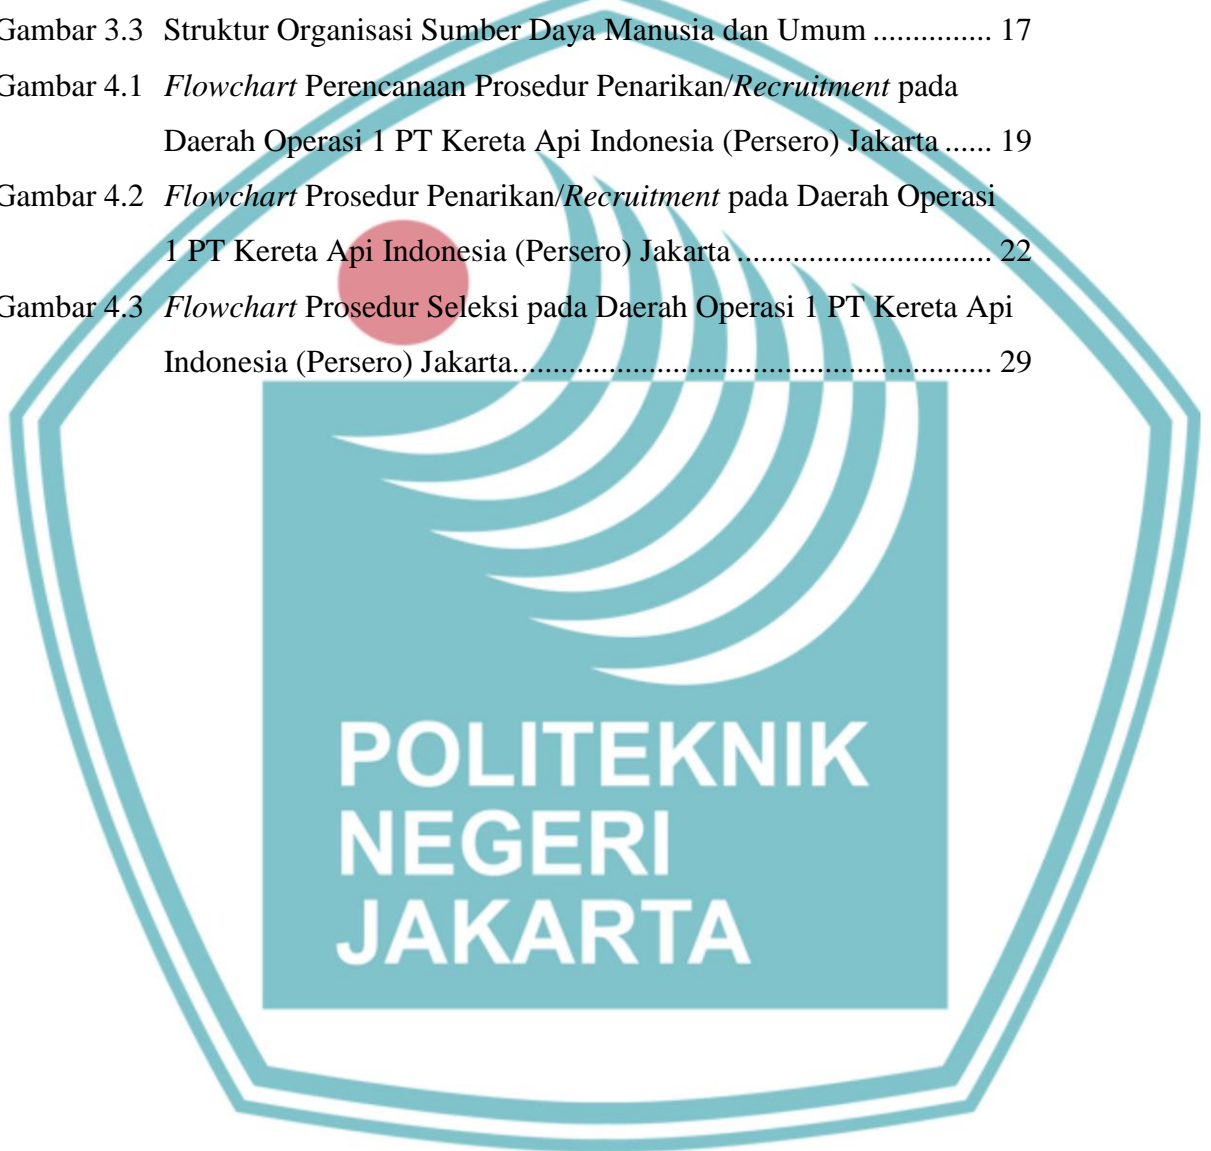 Gambar 3.3 Struktur Organisasi Sumber Daya Manusia dan Umum ............... 17
Gambar 4.1 Flowchart Perencanaan Prosedur Penarikan/Recruitment pada
Daerah Operasi 1 PT Kereta Api Indonesia (Persero) Jakarta ...... 19
Gambar 4.2 Flowchart Prosedur Penarikan/Recruitment pada Daerah Operasi
1 PT Kereta Api Indonesia (Persero) Jakarta ............................... 22
Gambar 4.3 Flowchart Prosedur Seleksi pada Daerah Operasi 1 PT Kereta Api
Indonesia (Persero) Jakarta.......................................................... 29
POLITEKNIK
NEGERI
JAKARTA